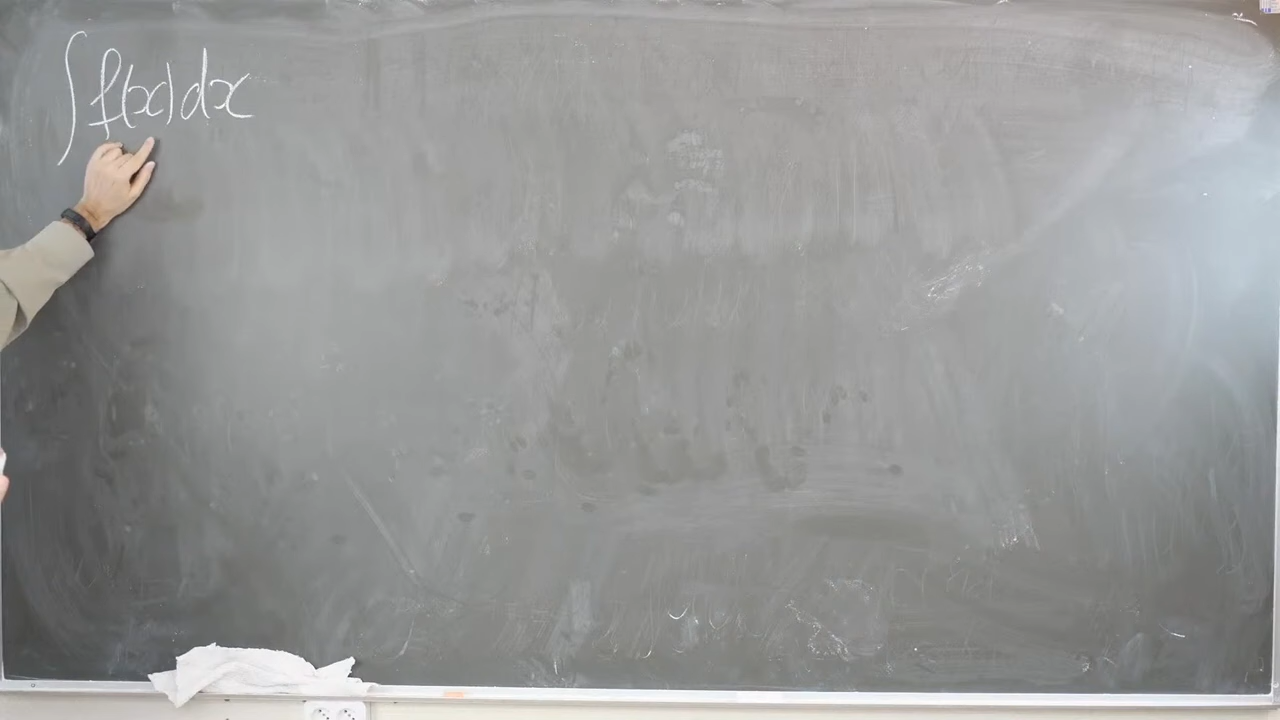 ∫ f(x) dx